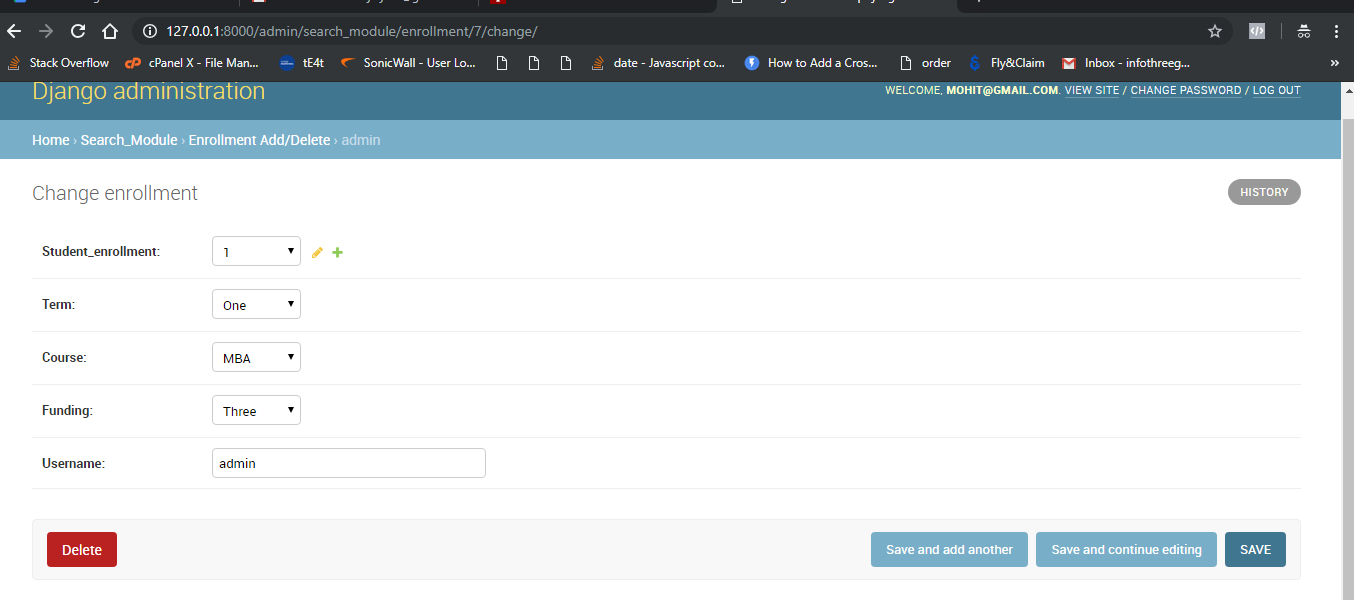 127.0.0.1:8000/admin/search_module/enrollment/7/change/
Stack Overflow cPanel X - File Man... tE4t SonicWall - User Lo... date - Javascript co... How to Add a Cros... order Fly&Claim Inbox - infothreeg... »
Django administration
WELCOME, MOHIT@GMAIL.COM. VIEW SITE / CHANGE PASSWORD / LOG OUT
Home › Search_Module › Enrollment Add/Delete › admin
Change enrollment
HISTORY
Student_enrollment: 1
Term: One
Course: MBA
Funding: Three
Username: admin
Delete Save and add another Save and continue editing SAVE